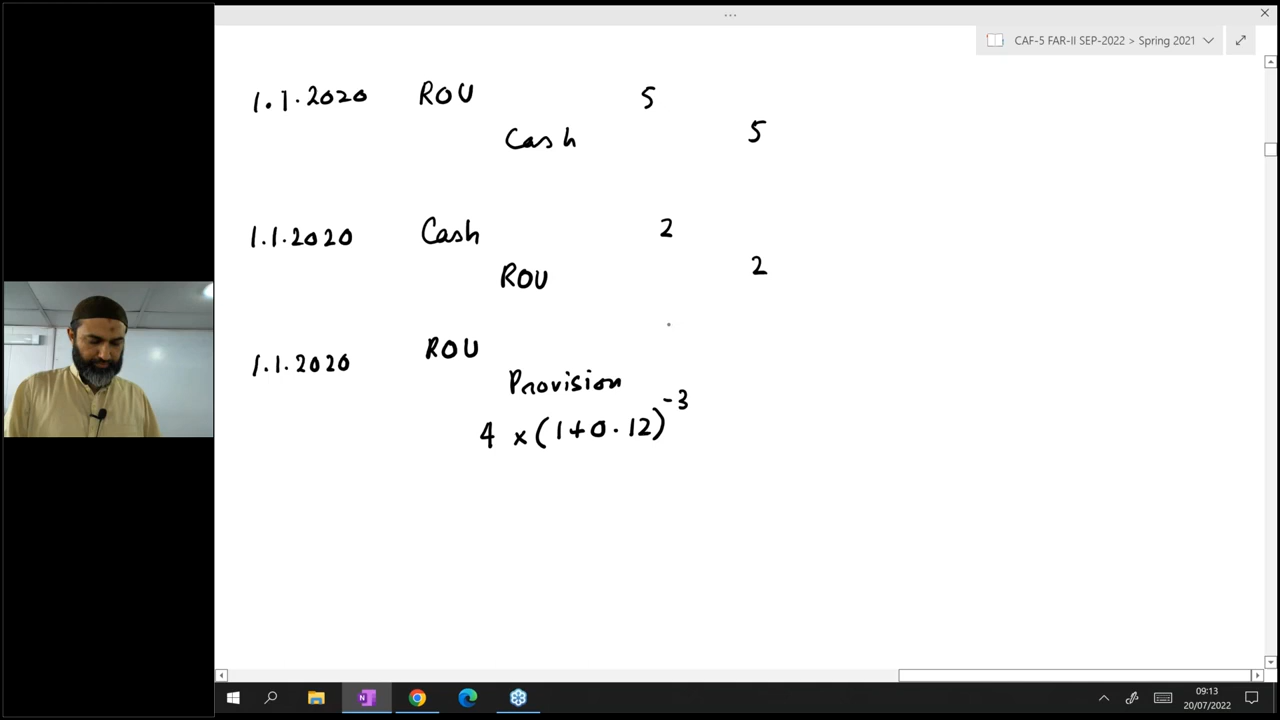 CAF-5 FAR-II SEP-2022 > Spring 2021
1.1.2020 ROU 5
Cash 5
1.1.2020 Cash 2
ROU 2
1.1.2020 ROU
Provision
4 × (1+0.12)^-3
09:13
20/07/2022